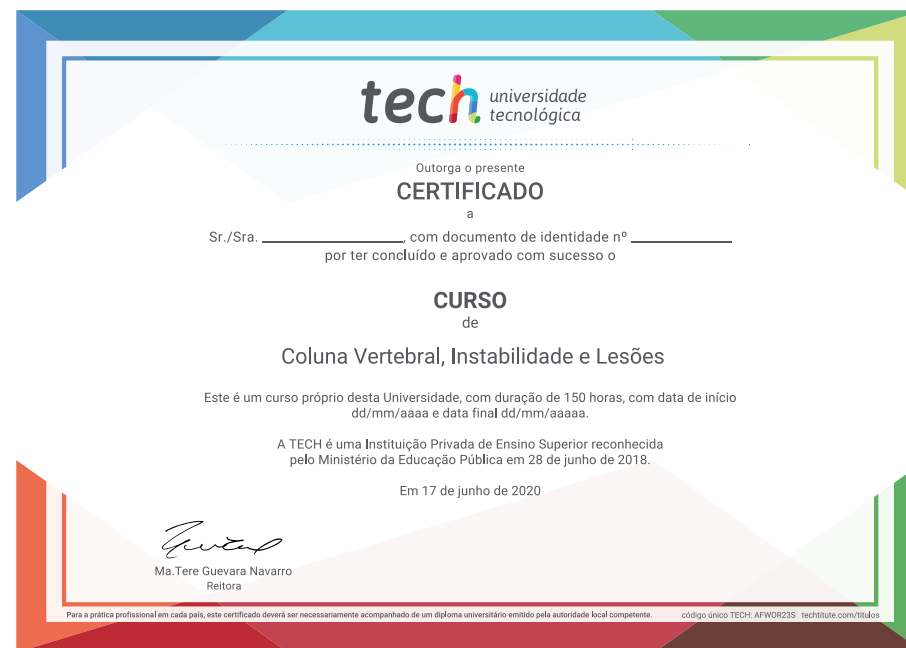 tech universidade
tecnológica
Outorga o presente
CERTIFICADO
a
Sr./Sra. ____________________, com documento de identidade nº ______________
por ter concluído e aprovado com sucesso o
CURSO
de
Coluna Vertebral, Instabilidade e Lesões
Este é um curso próprio desta Universidade, com duração de 150 horas, com data de início
dd/mm/aaaa e data final dd/mm/aaaaa.
A TECH é uma Instituição Privada de Ensino Superior reconhecida
pelo Ministério da Educação Pública em 28 de junho de 2018.
Em 17 de junho de 2020
Ma.Tere Guevara Navarro
Reitora
Para a prática profissional em cada país, este certificado deverá ser necessariamente acompanhado de um diploma universitário emitido pela autoridade local competente. código único TECH: AFWOR23S techtitute.com/titulos